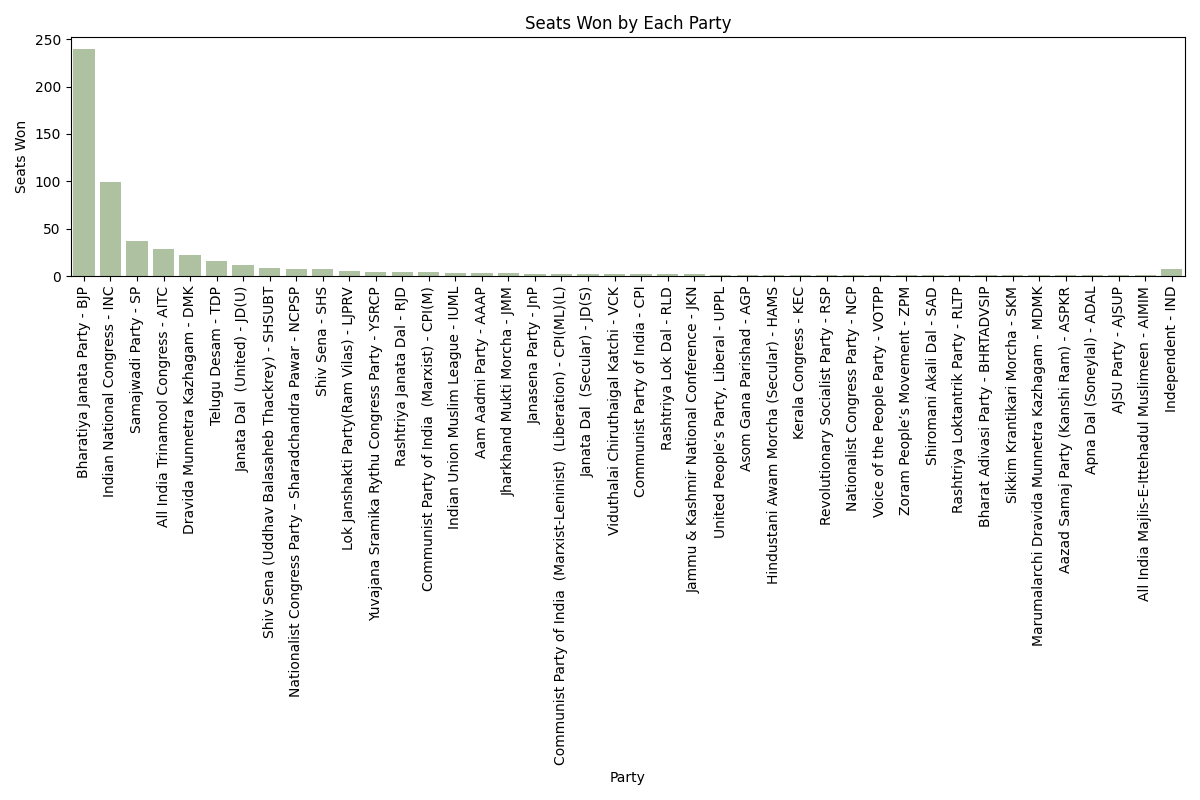 Seats Won by Each Party
Seats Won
250
200
150
100
50
0
Bharatiya Janata Party - BJP
Indian National Congress - INC
Samajwadi Party - SP
All India Trinamool Congress - AITC
Dravida Munnetra Kazhagam - DMK
Telugu Desam - TDP
Janata Dal  (United) - JD(U)
Shiv Sena (Uddhav Balasaheb Thackrey) - SHSUBT
Nationalist Congress Party – Sharadchandra Pawar - NCPSP
Shiv Sena - SHS
Lok Janshakti Party(Ram Vilas) - LJPRV
Yuvajana Sramika Rythu Congress Party - YSRCP
Rashtriya Janata Dal - RJD
Communist Party of India  (Marxist) - CPI(M)
Indian Union Muslim League - IUML
Aam Aadmi Party - AAAP
Jharkhand Mukti Morcha - JMM
Janasena Party - JnP
Communist Party of India  (Marxist-Leninist)  (Liberation) - CPI(ML)(L)
Janata Dal  (Secular) - JD(S)
Viduthalai Chiruthaigal Katchi - VCK
Communist Party of India - CPI
Rashtriya Lok Dal - RLD
Jammu & Kashmir National Conference - JKN
United People’s Party, Liberal - UPPL
Asom Gana Parishad - AGP
Hindustani Awam Morcha (Secular) - HAMS
Kerala Congress - KEC
Revolutionary Socialist Party - RSP
Nationalist Congress Party - NCP
Voice of the People Party - VOTPP
Zoram People’s Movement - ZPM
Shiromani Akali Dal - SAD
Rashtriya Loktantrik Party - RLTP
Bharat Adivasi Party - BHRTADVSIP
Sikkim Krantikari Morcha - SKM
Marumalarchi Dravida Munnetra Kazhagam - MDMK
Aazad Samaj Party (Kanshi Ram) - ASPKR
Apna Dal (Soneylal) - ADAL
AJSU Party - AJSUP
All India Majlis-E-Ittehadul Muslimeen - AIMIM
Independent - IND
Party